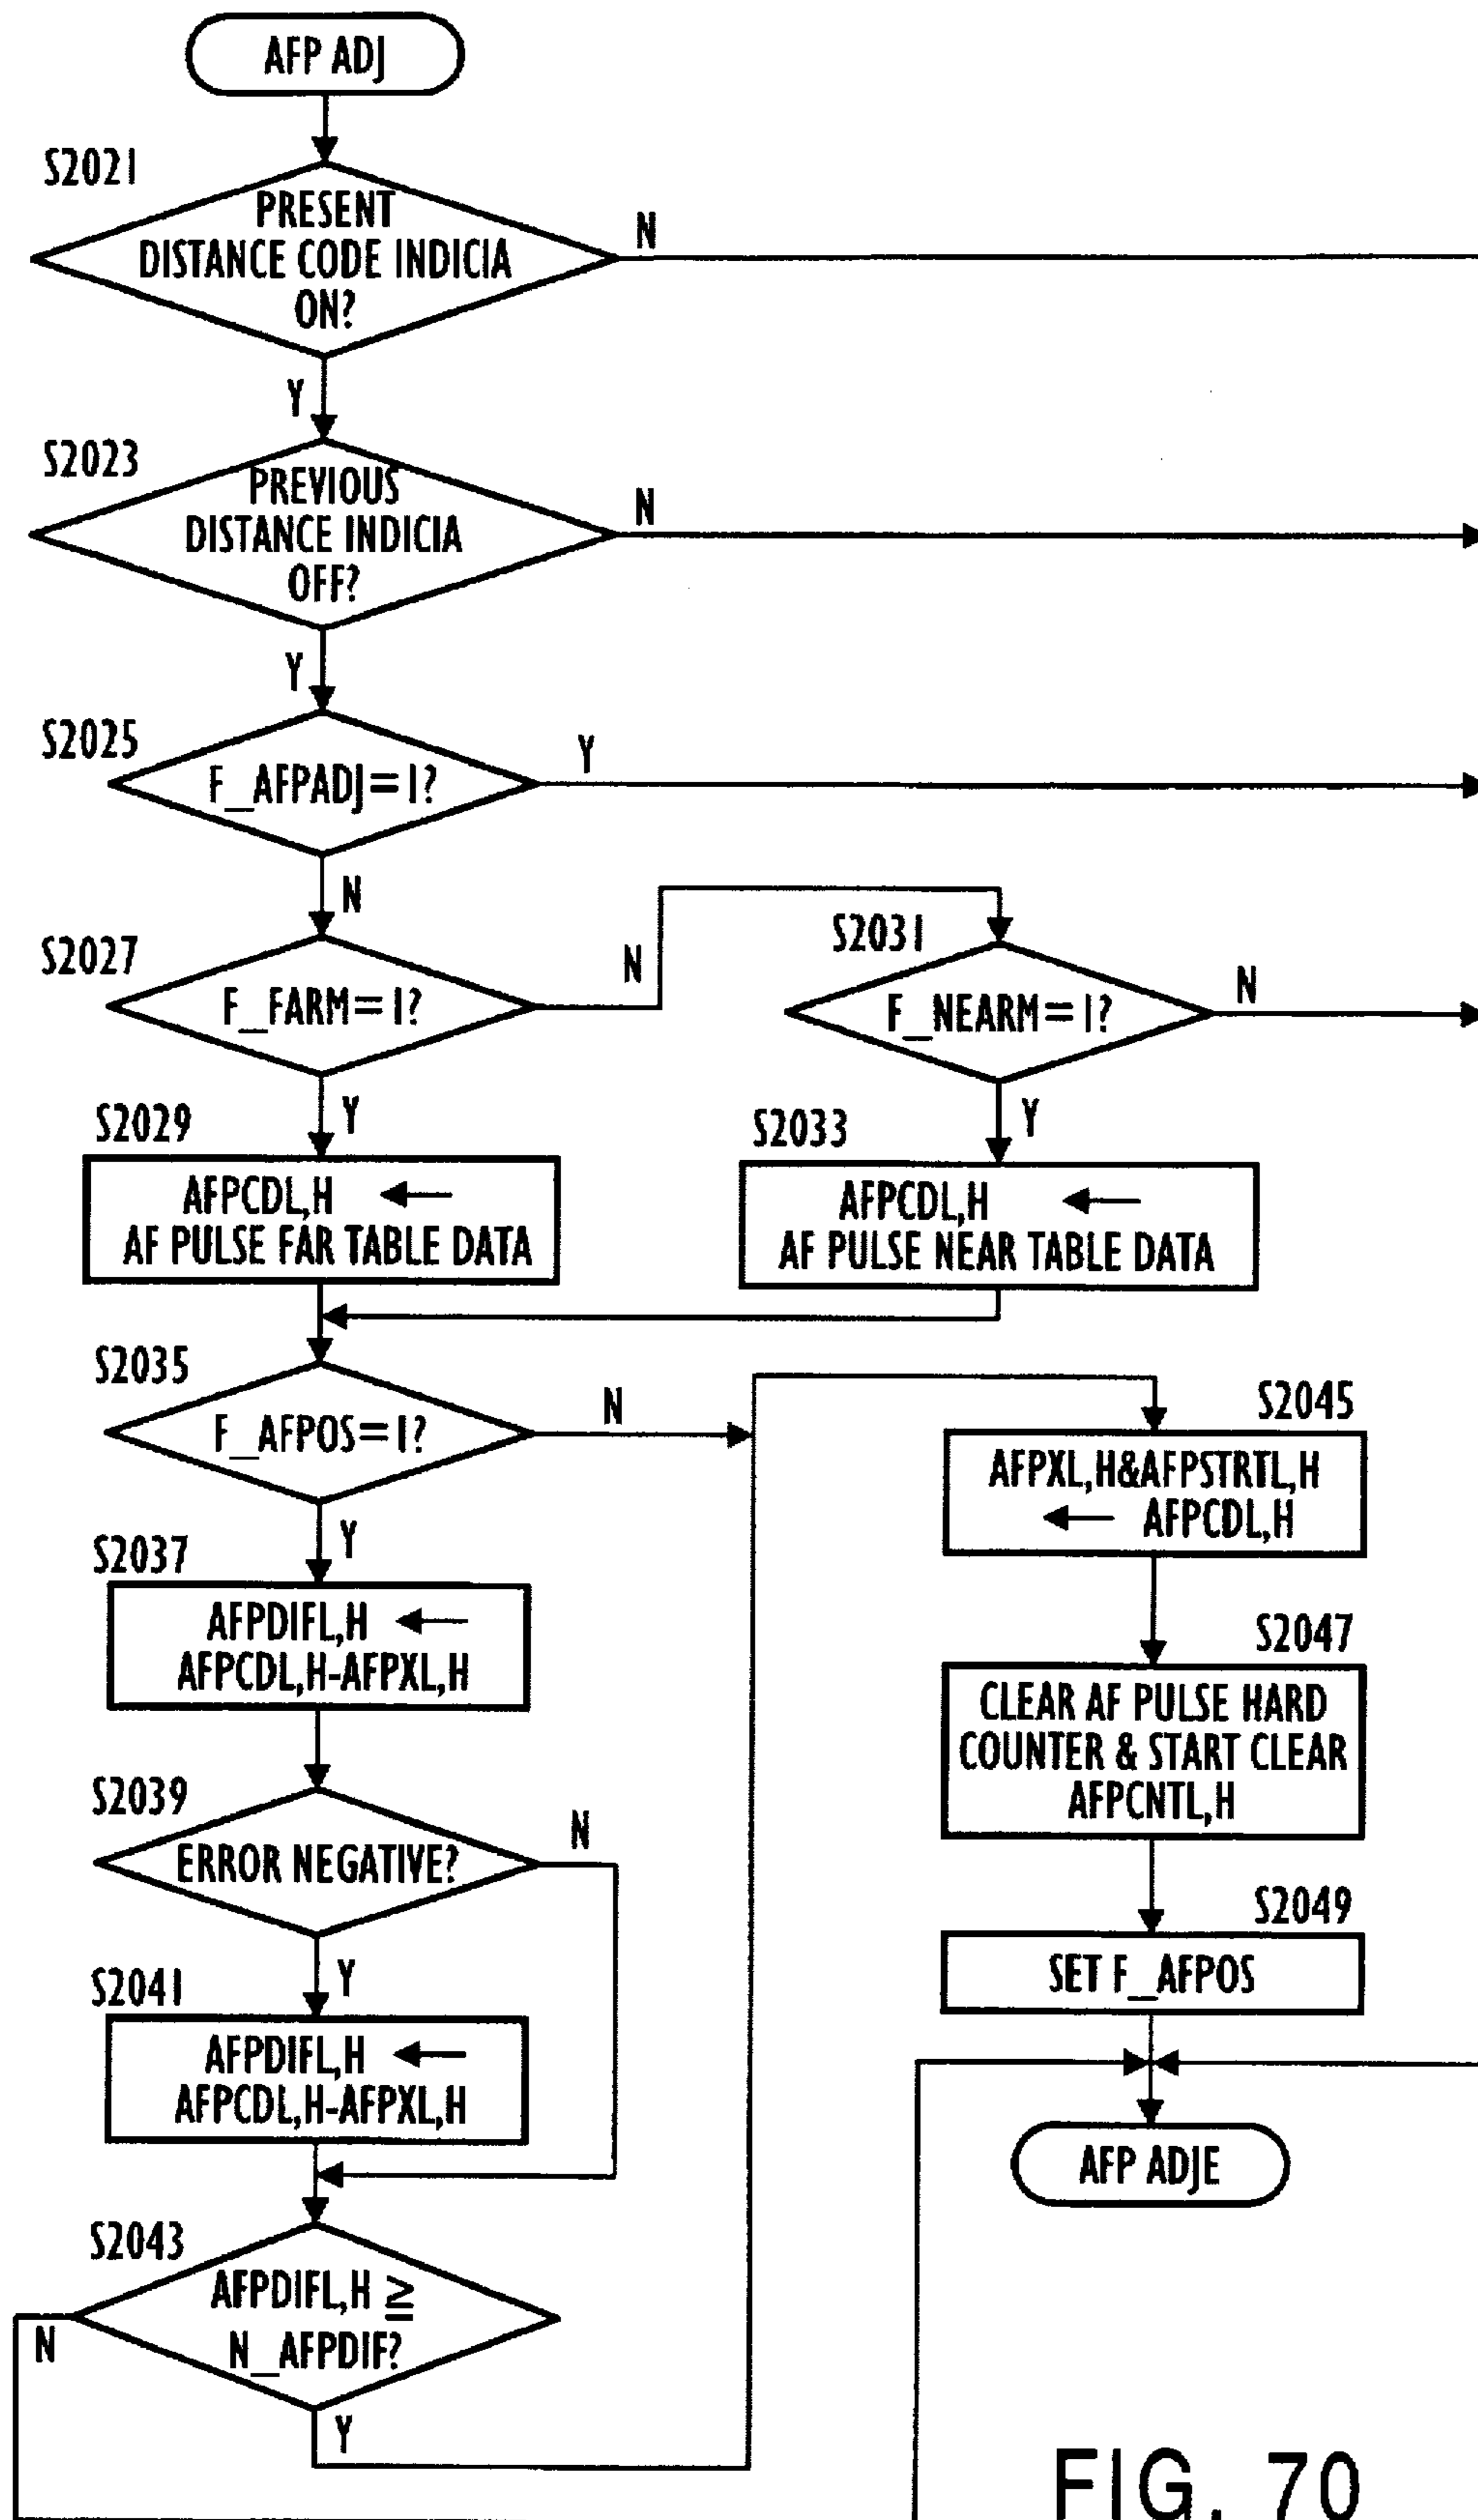 AFP ADJ
S2021
PRESENT
DISTANCE CODE INDICIA
ON?
N
Y
S2023
PREVIOUS
DISTANCE INDICIA
OFF?
N
Y
S2025
F_AFPADJ=1?
Y
N
S2027
F_FARM=1?
N
Y
S2031
F_NEARM=1?
N
Y
S2029
AFPCDL,H ←
AF PULSE FAR TABLE DATA
S2033
AFPCDL,H ←
AF PULSE NEAR TABLE DATA
S2035
F_AFPOS=1?
N
Y
S2037
AFPDIFL,H ←
AFPCDL,H-AFPXL,H
S2039
ERROR NEGATIVE?
N
Y
S2041
AFPDIFL,H ←
AFPCDL,H-AFPXL,H
S2043
AFPDIFL,H ≧
N_AFPDIF?
N
Y
S2045
AFPXL,H&AFPSTRTL,H
← AFPCDL,H
S2047
CLEAR AF PULSE HARD
COUNTER & START CLEAR
AFPCNTL,H
S2049
SET F_AFPOS
AFP ADJE
FIG. 70